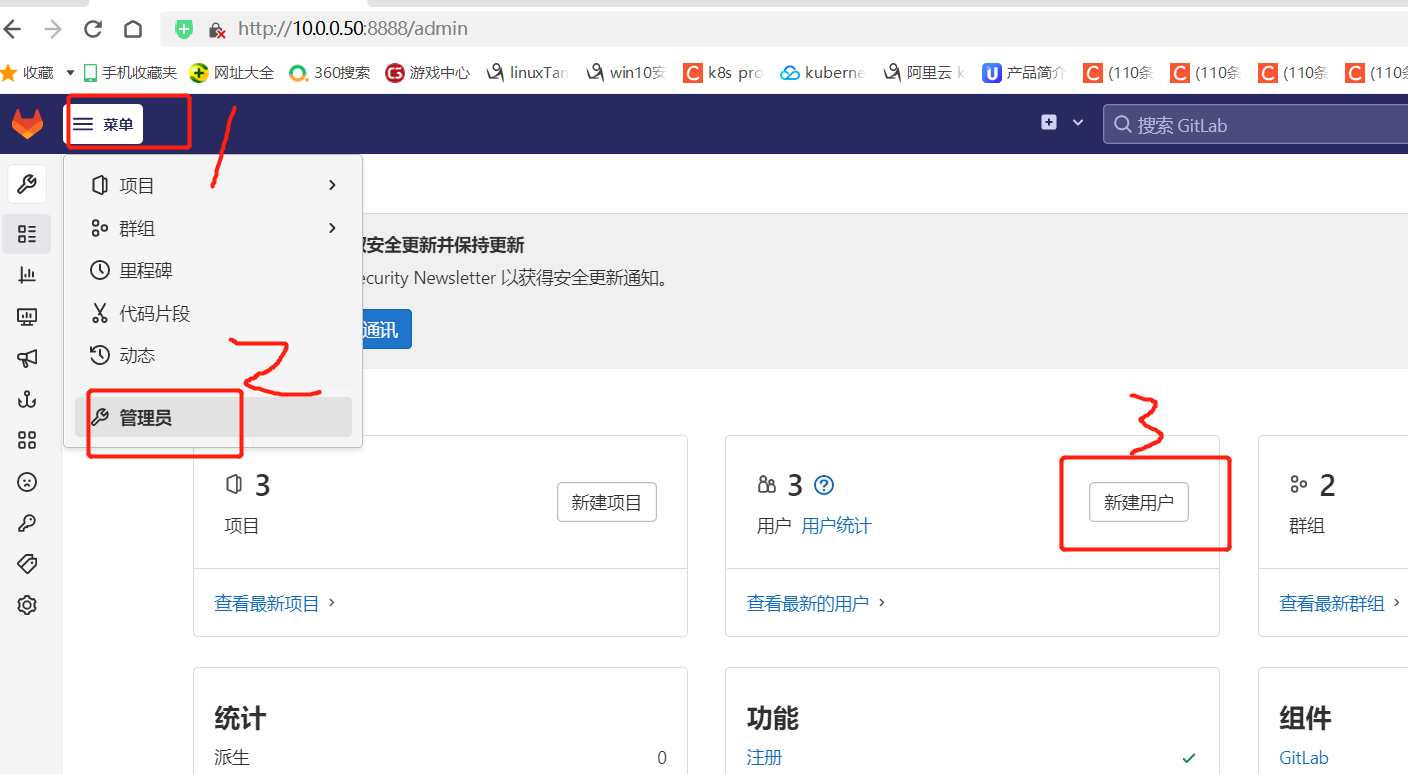 http://10.0.0.50:8888/admin
收藏 手机收藏夹 网址大全 360搜索 游戏中心 linuxTan win10安 k8s pro kuberne 阿里云 k 产品简介 (110条 (110条 (110条 (110条
菜单 搜索 GitLab
1
项目
群组
里程碑
代码片段
动态
2
管理员
安全更新并保持更新
ecurity Newsletter 以获得安全更新通知。
通讯
3
3 新建项目
项目
3 新建用户
用户 用户统计
2
群组
查看最新项目
查看最新的用户
查看最新群组
统计
派生 0
功能
注册
组件
GitLab